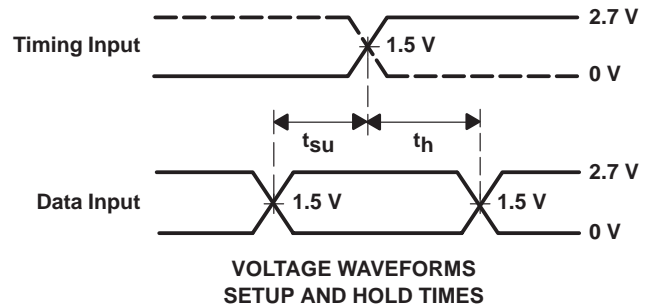 2.7 V
Timing Input
1.5 V
0 V
tsu
th
2.7 V
Data Input
1.5 V
1.5 V
0 V
VOLTAGE WAVEFORMS
SETUP AND HOLD TIMES